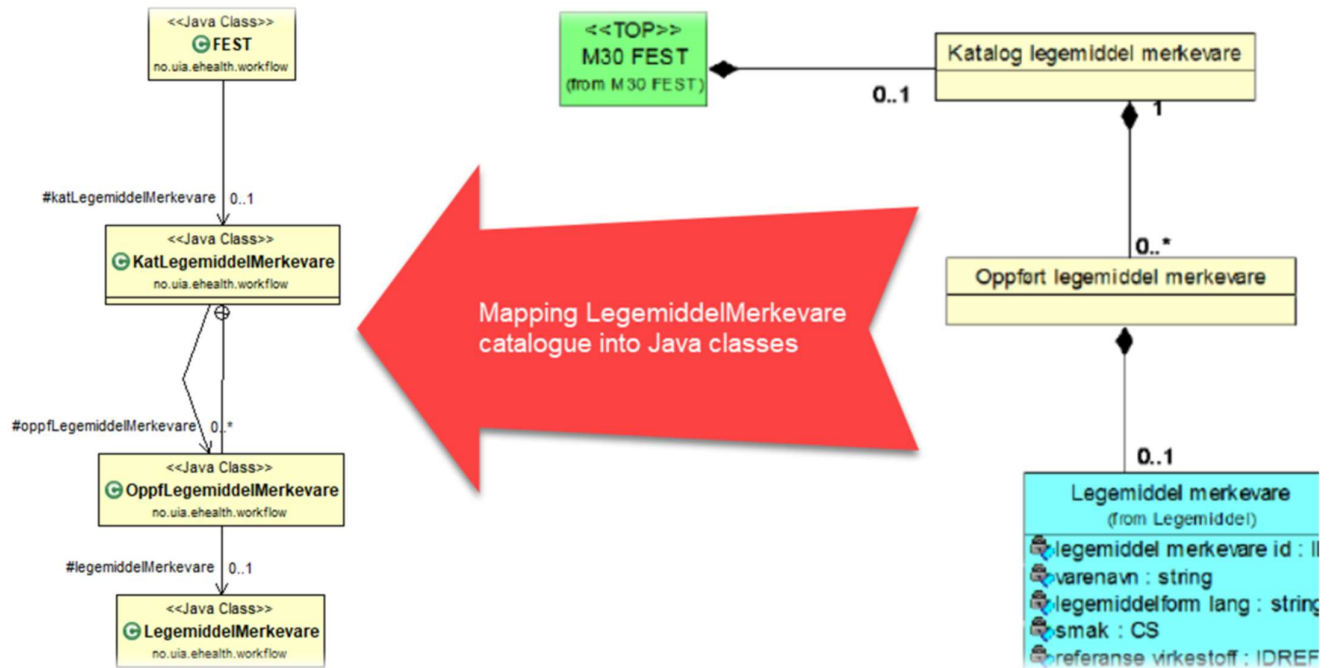 <<Java Class>>
FEST
no.uia.ehealth.workflow
#katLegemiddelMerkevare 0..1
<<Java Class>>
KatLegemiddelMerkevare
no.uia.ehealth.workflow
#oppfLegemiddelMerkevare 0..*
<<Java Class>>
OppfLegemiddelMerkevare
no.uia.ehealth.workflow
#legemiddelMerkevare 0..1
<<Java Class>>
LegemiddelMerkevare
no.uia.ehealth.workflow
Mapping LegemiddelMerkevare
catalogue into Java classes
<<TOP>>
M30 FEST
(from M30 FEST)
0..1
Katalog legemiddel merkevare
1
0..*
Oppført legemiddel merkevare
0..1
Legemiddel merkevare
(from Legemiddel)
legemiddel merkevare id :
varenavn : string
legemiddelform lang : string
smak : CS
referanse virkestoff : IDREF